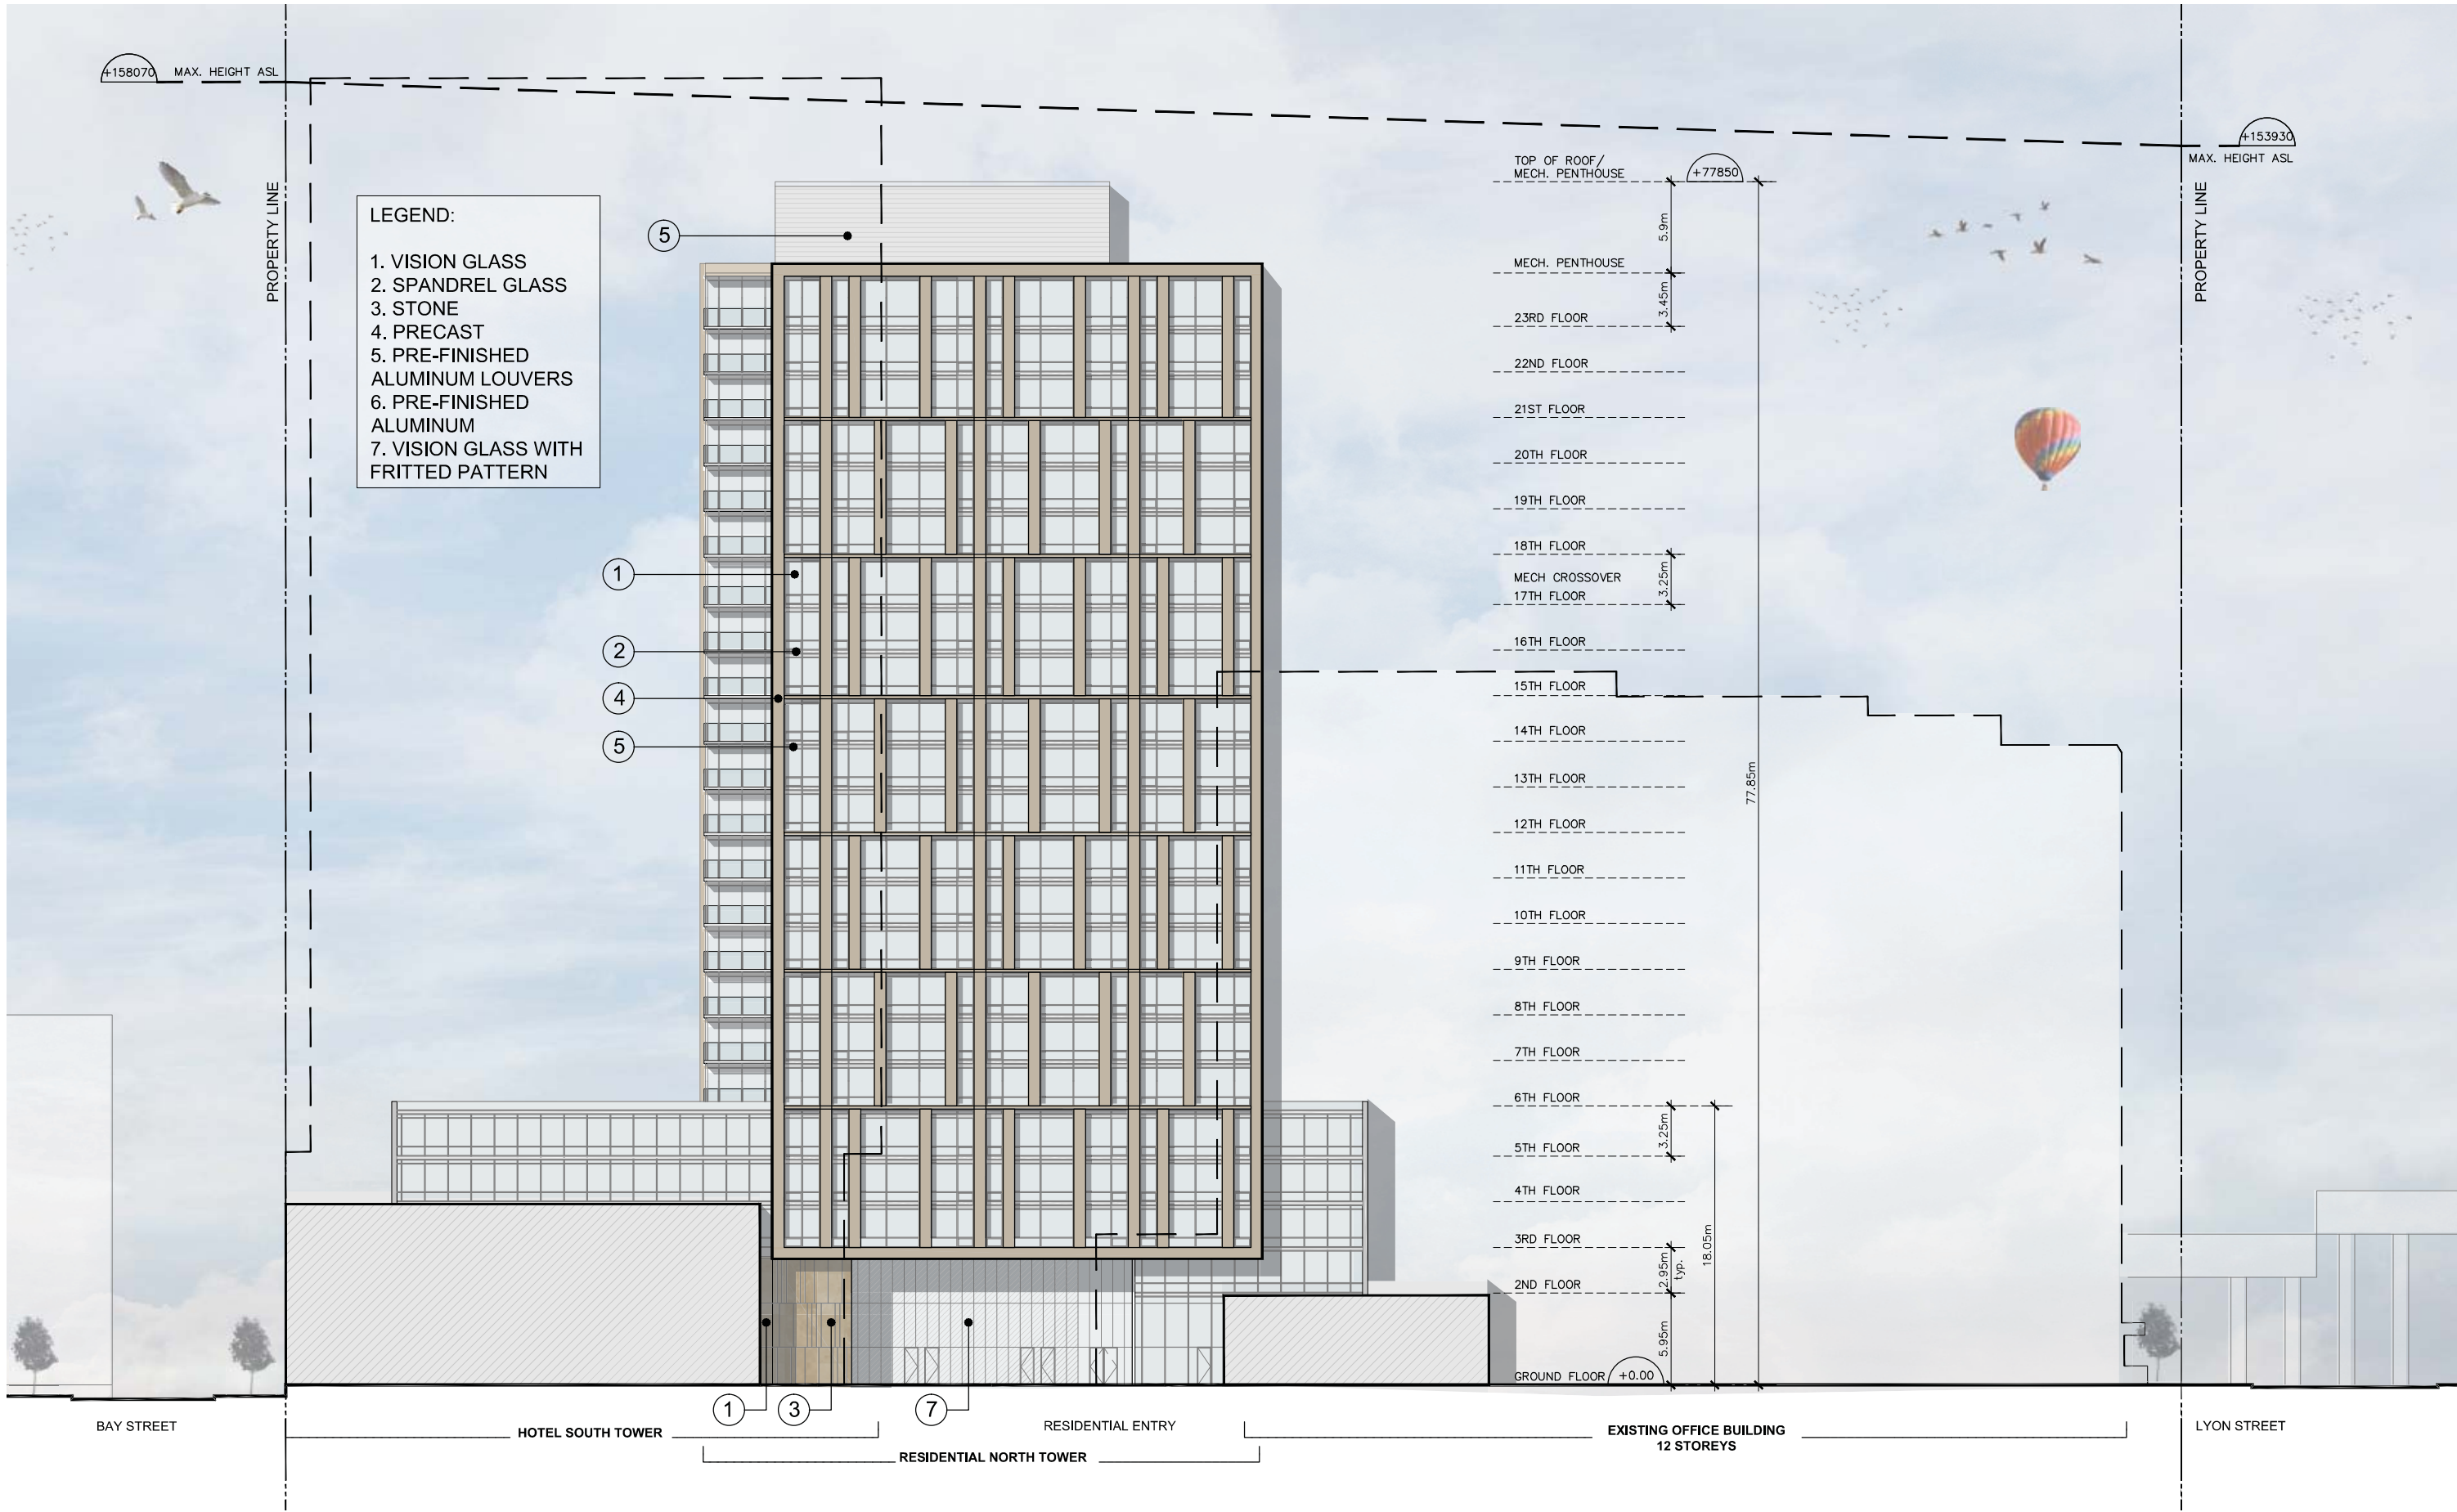 +158070
MAX. HEIGHT ASL
+153930
MAX. HEIGHT ASL
PROPERTY LINE
PROPERTY LINE
LEGEND:
1. VISION GLASS
2. SPANDREL GLASS
3. STONE
4. PRECAST
5. PRE-FINISHED
ALUMINUM LOUVERS
6. PRE-FINISHED
ALUMINUM
7. VISION GLASS WITH
FRITTED PATTERN
5
1
2
4
5
TOP OF ROOF/
MECH. PENTHOUSE
+77850
5.9m
MECH. PENTHOUSE
3.45m
23RD FLOOR
22ND FLOOR
21ST FLOOR
20TH FLOOR
19TH FLOOR
18TH FLOOR
MECH CROSSOVER
3.25m
17TH FLOOR
16TH FLOOR
15TH FLOOR
14TH FLOOR
13TH FLOOR
77.85m
12TH FLOOR
11TH FLOOR
10TH FLOOR
9TH FLOOR
8TH FLOOR
7TH FLOOR
6TH FLOOR
3.25m
5TH FLOOR
4TH FLOOR
3RD FLOOR
18.05m
2.95m
typ.
2ND FLOOR
5.95m
GROUND FLOOR
+0.00
1
3
7
BAY STREET
HOTEL SOUTH TOWER
RESIDENTIAL ENTRY
EXISTING OFFICE BUILDING
12 STOREYS
LYON STREET
RESIDENTIAL NORTH TOWER